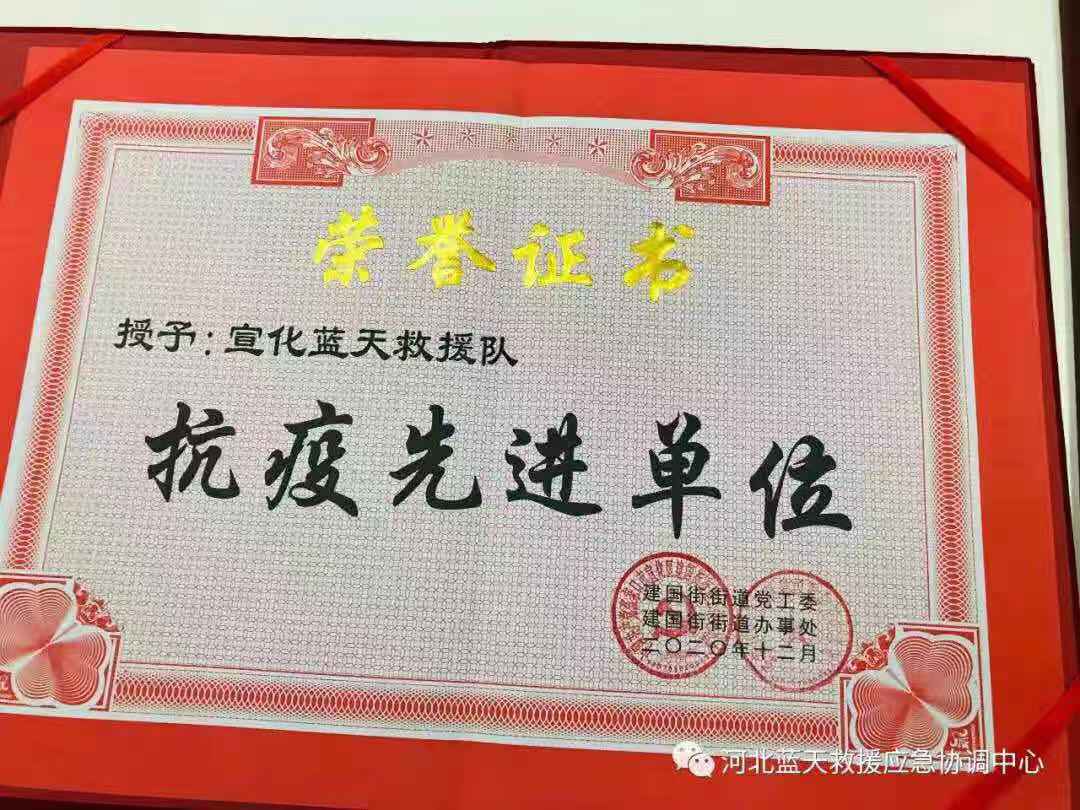 荣誉证书
授予：宣化蓝天救援队
抗疫先进单位
建国街街道党工委
建国街街道办事处
二〇二〇年十二月
河北蓝天救援应急协调中心